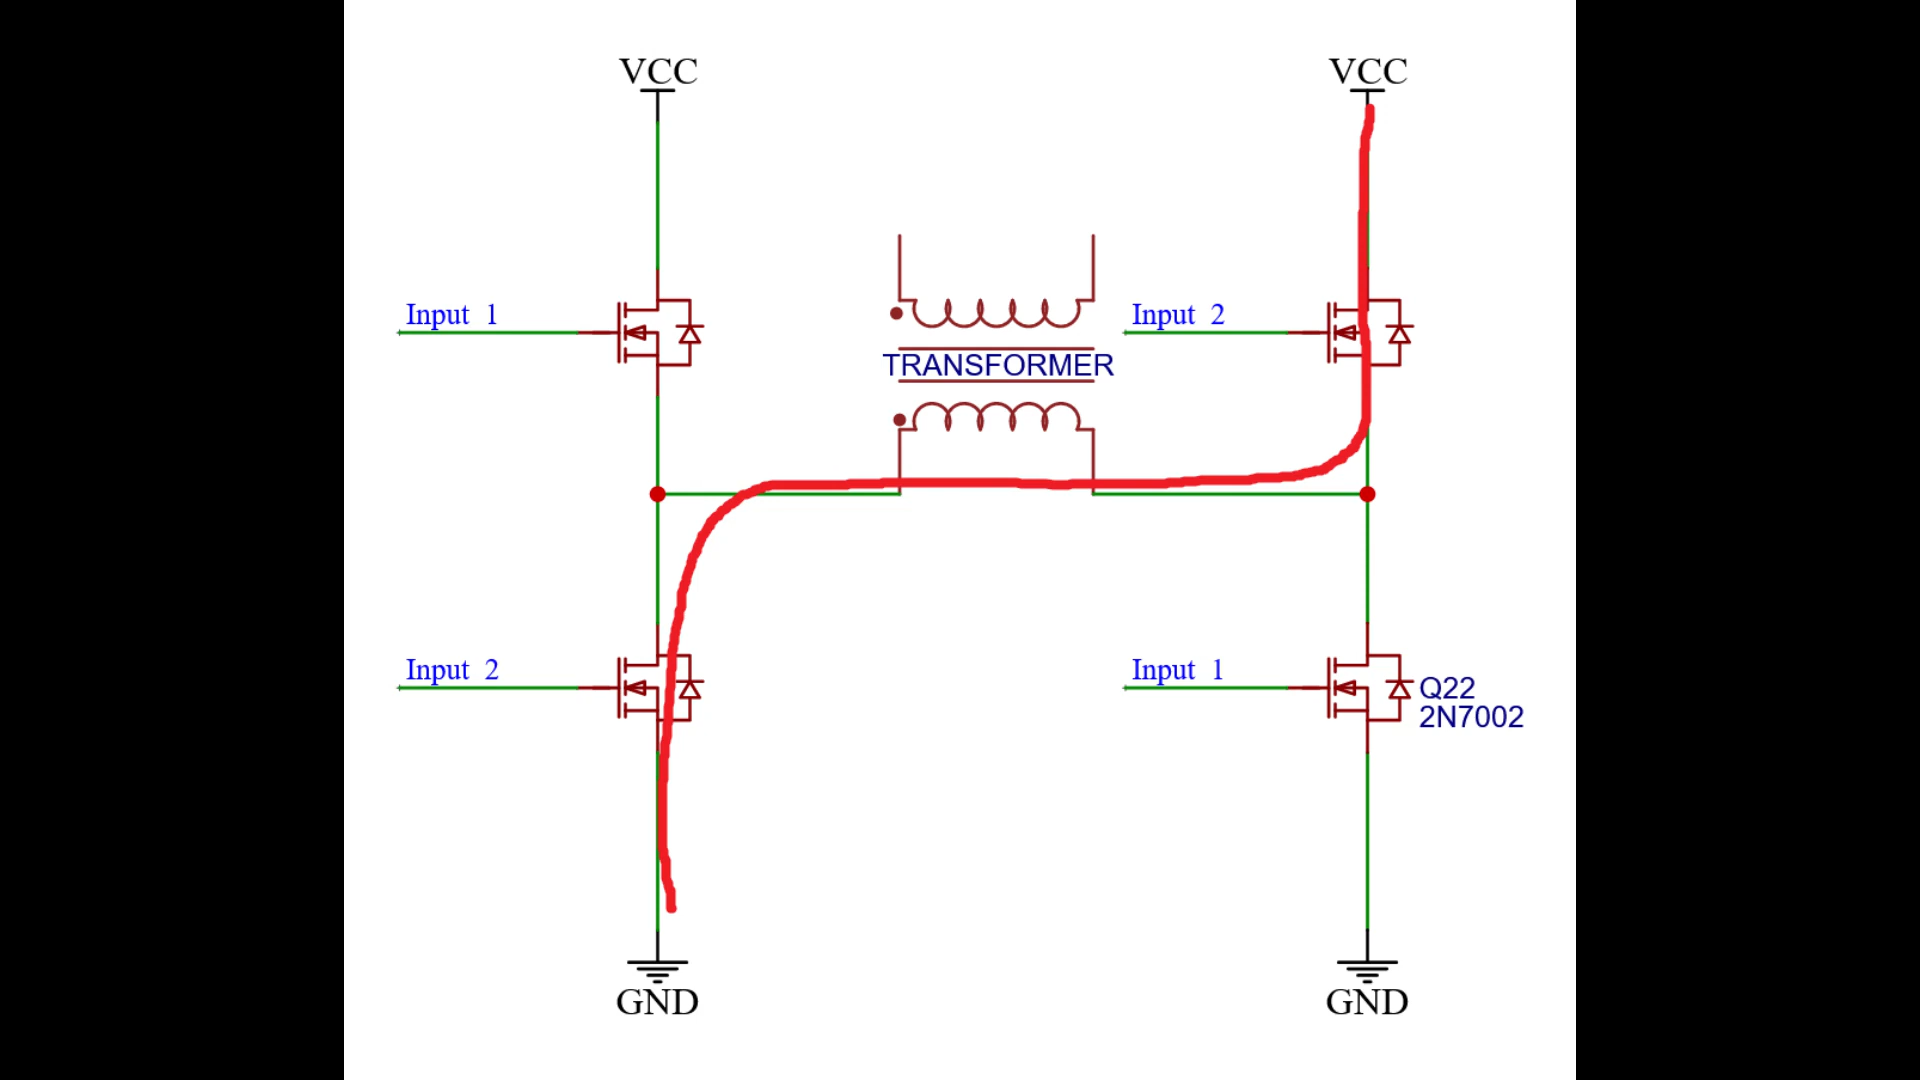 VCC
VCC
Input 1
Input 2
TRANSFORMER
Input 2
Input 1
Q22
2N7002
GND
GND